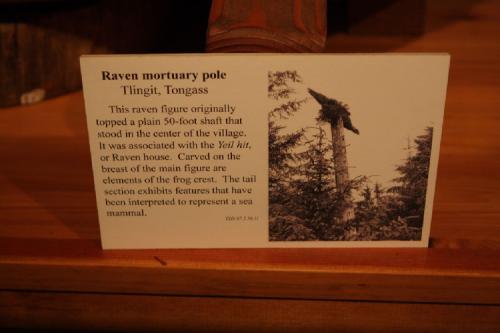 Raven mortuary pole
Tlingit, Tongass
This raven figure originally
topped a plain 50-foot shaft that
stood in the center of the village.
It was associated with the Yeil hit,
or Raven house. Carved on the
breast of the main figure are
elements of the frog crest. The tail
section exhibits features that have
been interpreted to represent a sea
mammal.